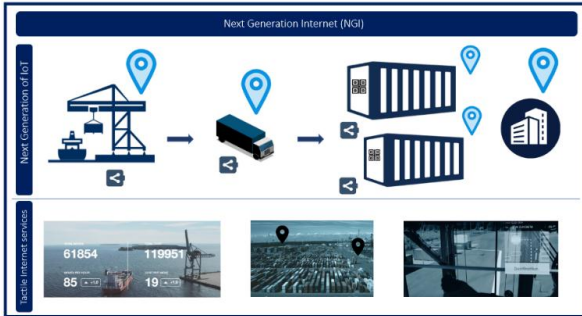 Next Generation Internet (NGI)
Next Generation of IoT
Tactile Internet services
61854
119951
85
19